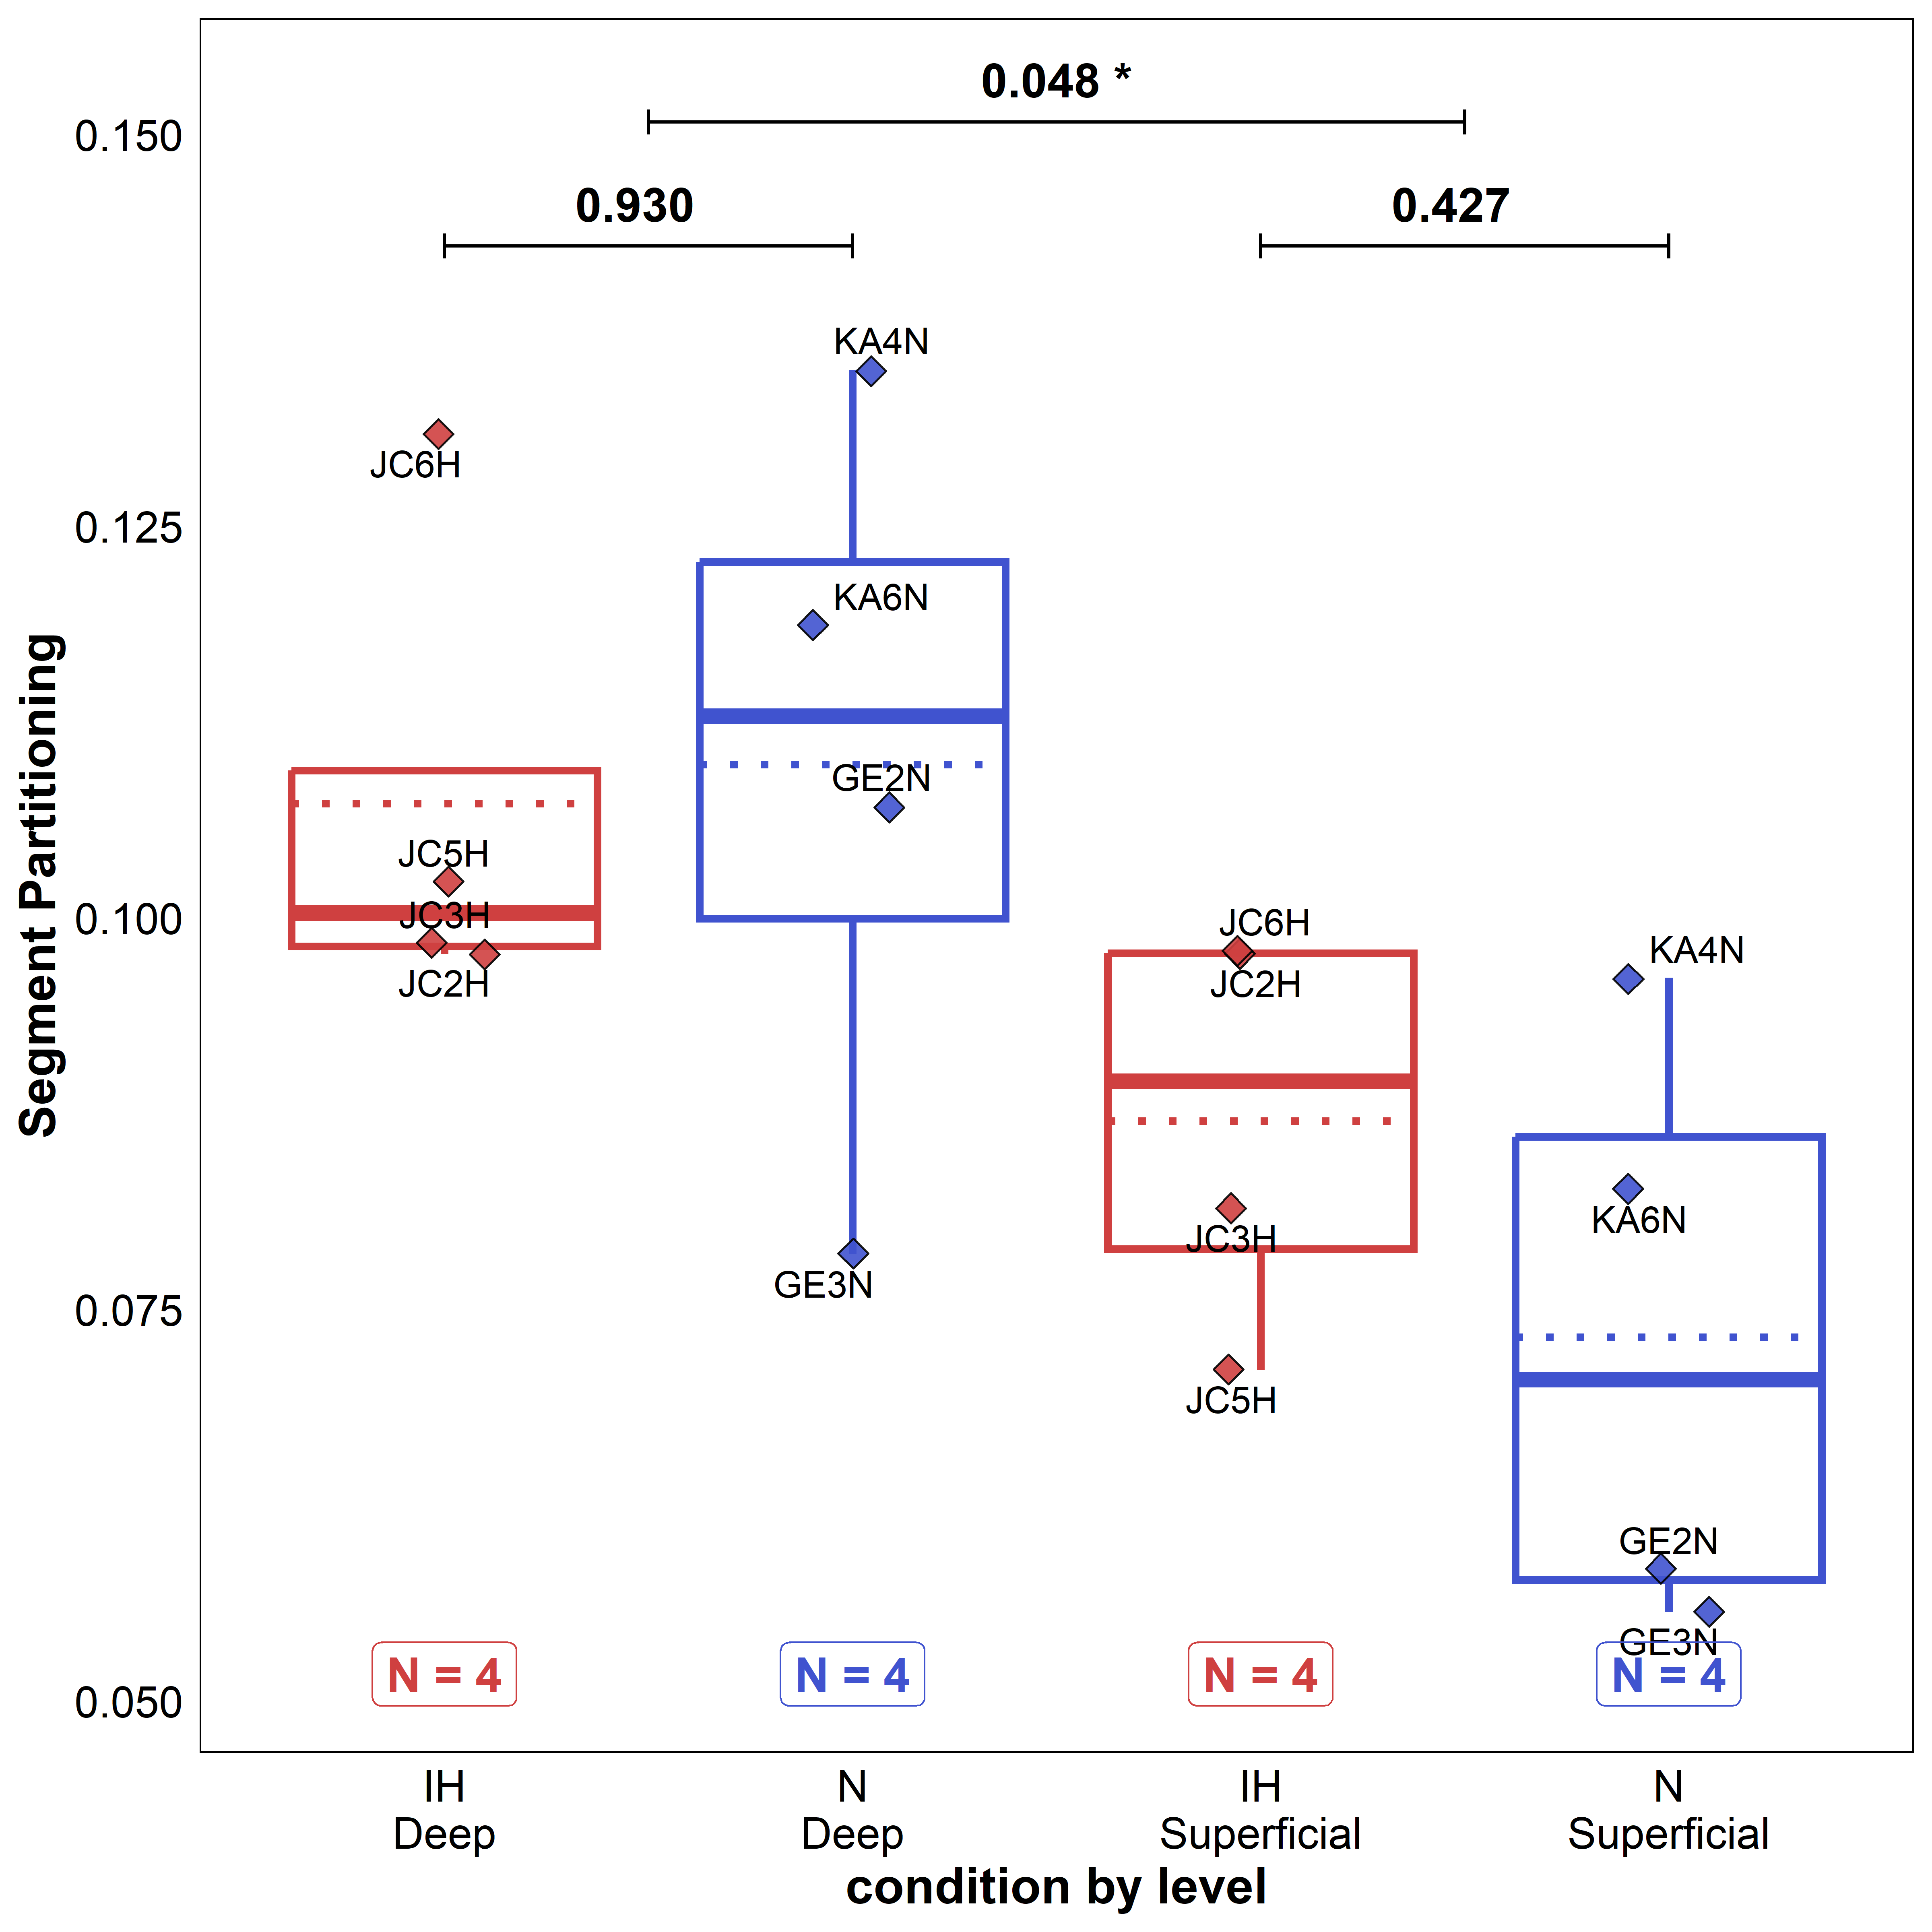 0.048 *
0.150
0.930
0.427
KA4N
JC6H
0.125
KA6N
GE2N
JC5H
JC3H
JC2H
0.100
JC6H
JC2H
KA4N
GE3N
JC3H
KA6N
0.075
JC5H
GE2N
GE3N
N = 4
N = 4
N = 4
N = 4
0.050
Segment Partitioning
IH
Deep
N
Deep
IH
Superficial
N
Superficial
condition by level